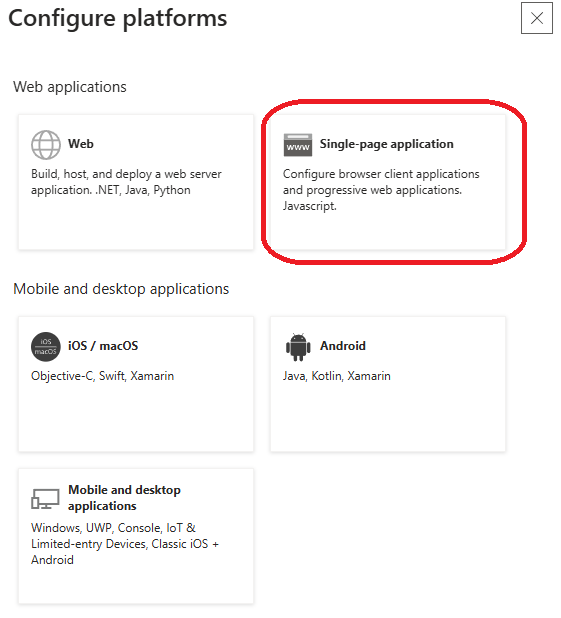 Configure platforms
Web applications
Web
Build, host, and deploy a web server
application. .NET, Java, Python
www
Single-page application
Configure browser client applications
and progressive web applications.
Javascript.
Mobile and desktop applications
iOS
macOS
iOS / macOS
Objective-C, Swift, Xamarin
Android
Java, Kotlin, Xamarin
Mobile and desktop
applications
Windows, UWP, Console, IoT &
Limited-entry Devices, Classic iOS +
Android